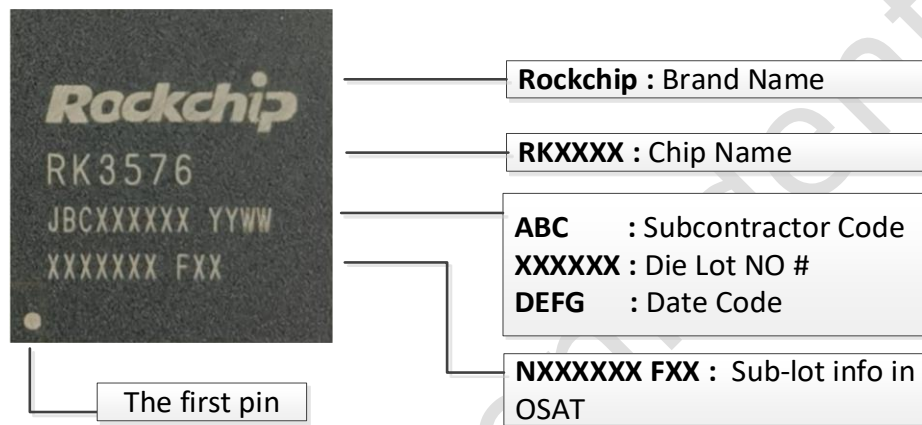 Rockchip
RK3576
JBCXXXXXX YYWW
XXXXXXX FXX
The first pin
Rockchip : Brand Name
RKXXXX : Chip Name
ABC : Subcontractor Code
XXXXXX : Die Lot NO #
DEFG : Date Code
NXXXXXX FXX : Sub-lot info in
OSAT